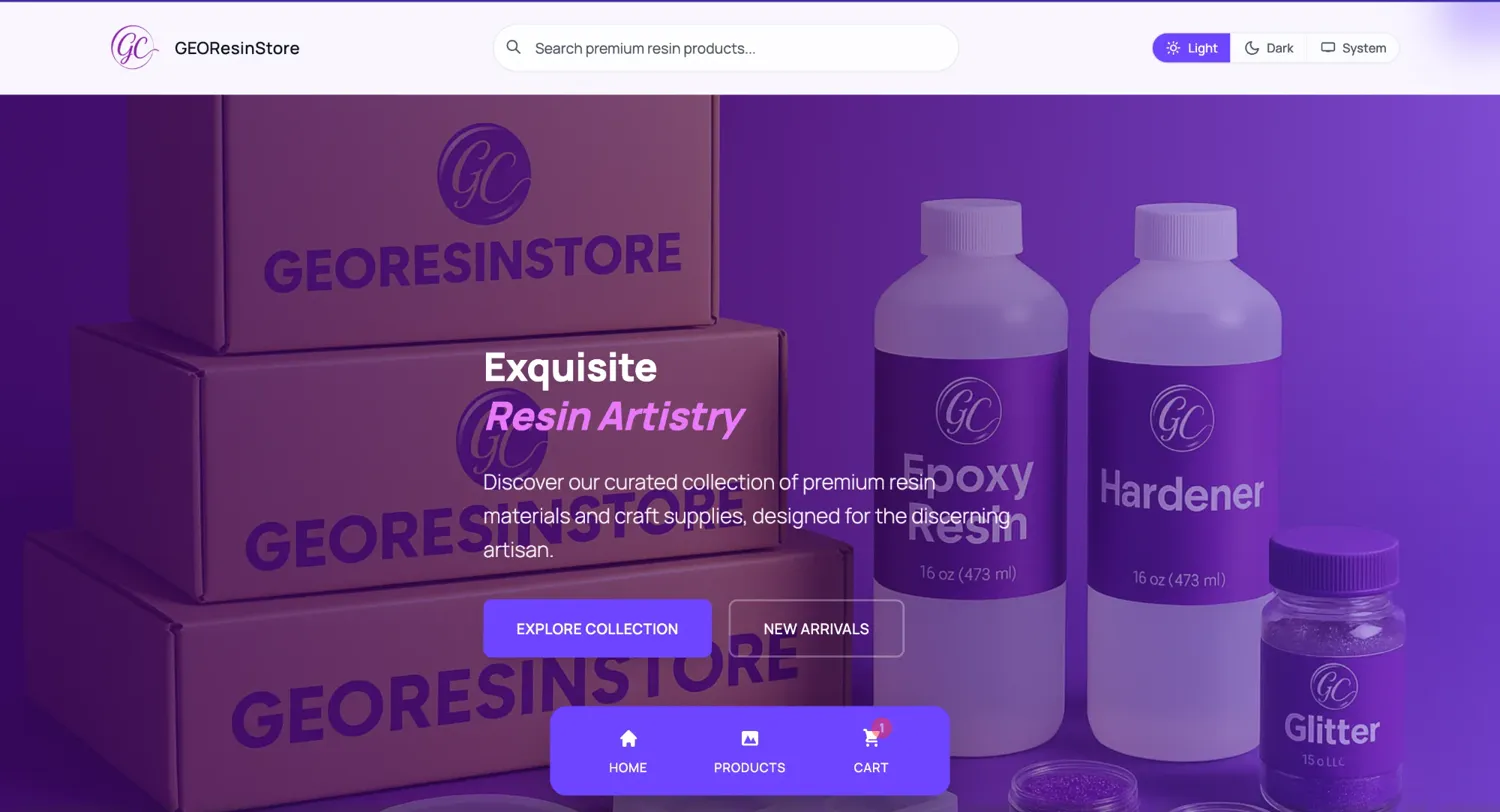 GC
GEOResinStore
Search premium resin products...
Light
Dark
System
GC
GEORESINSTORE
Exquisite
Resin Artistry
Discover our curated collection of premium resin
materials and craft supplies, designed for the discerning
artisan.
EXPLORE COLLECTION
NEW ARRIVALS
GC
GEORESINSTORE
GEORESINSTORE
GC
Epoxy
Resin
16 oz (473 ml)
GC
Hardener
16 oz (473 ml)
GC
Glitter
HOME
PRODUCTS
1
CART